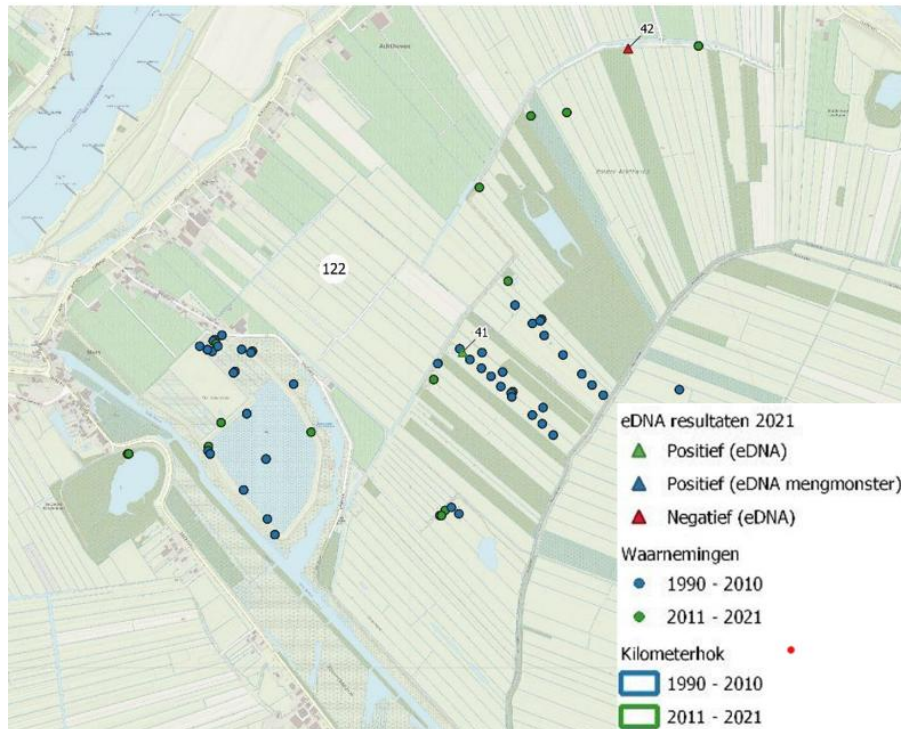 42
Achthoven
122
41
eDNA resultaten 2021
Positief (eDNA)
Positief (eDNA mengmonster)
Negatief (eDNA)
Waarnemingen
1990 - 2010
2011 - 2021
Kilometerhok
1990 - 2010
2011 - 2021